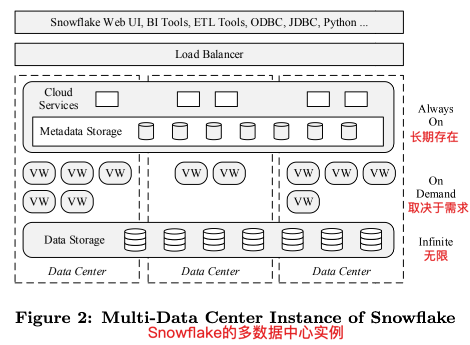 Snowflake Web UI, BI Tools, ETL Tools, ODBC, JDBC, Python ...
Load Balancer
Cloud
Services
Metadata Storage
Always
On
长期存在
VW VW VW VW VW VW VW VW
VW VW VW
On
Demand
取决于需求
Data Storage
Infinite
无限
Data Center Data Center Data Center
Figure 2: Multi-Data Center Instance of Snowflake
Snowflake的多数据中心实例